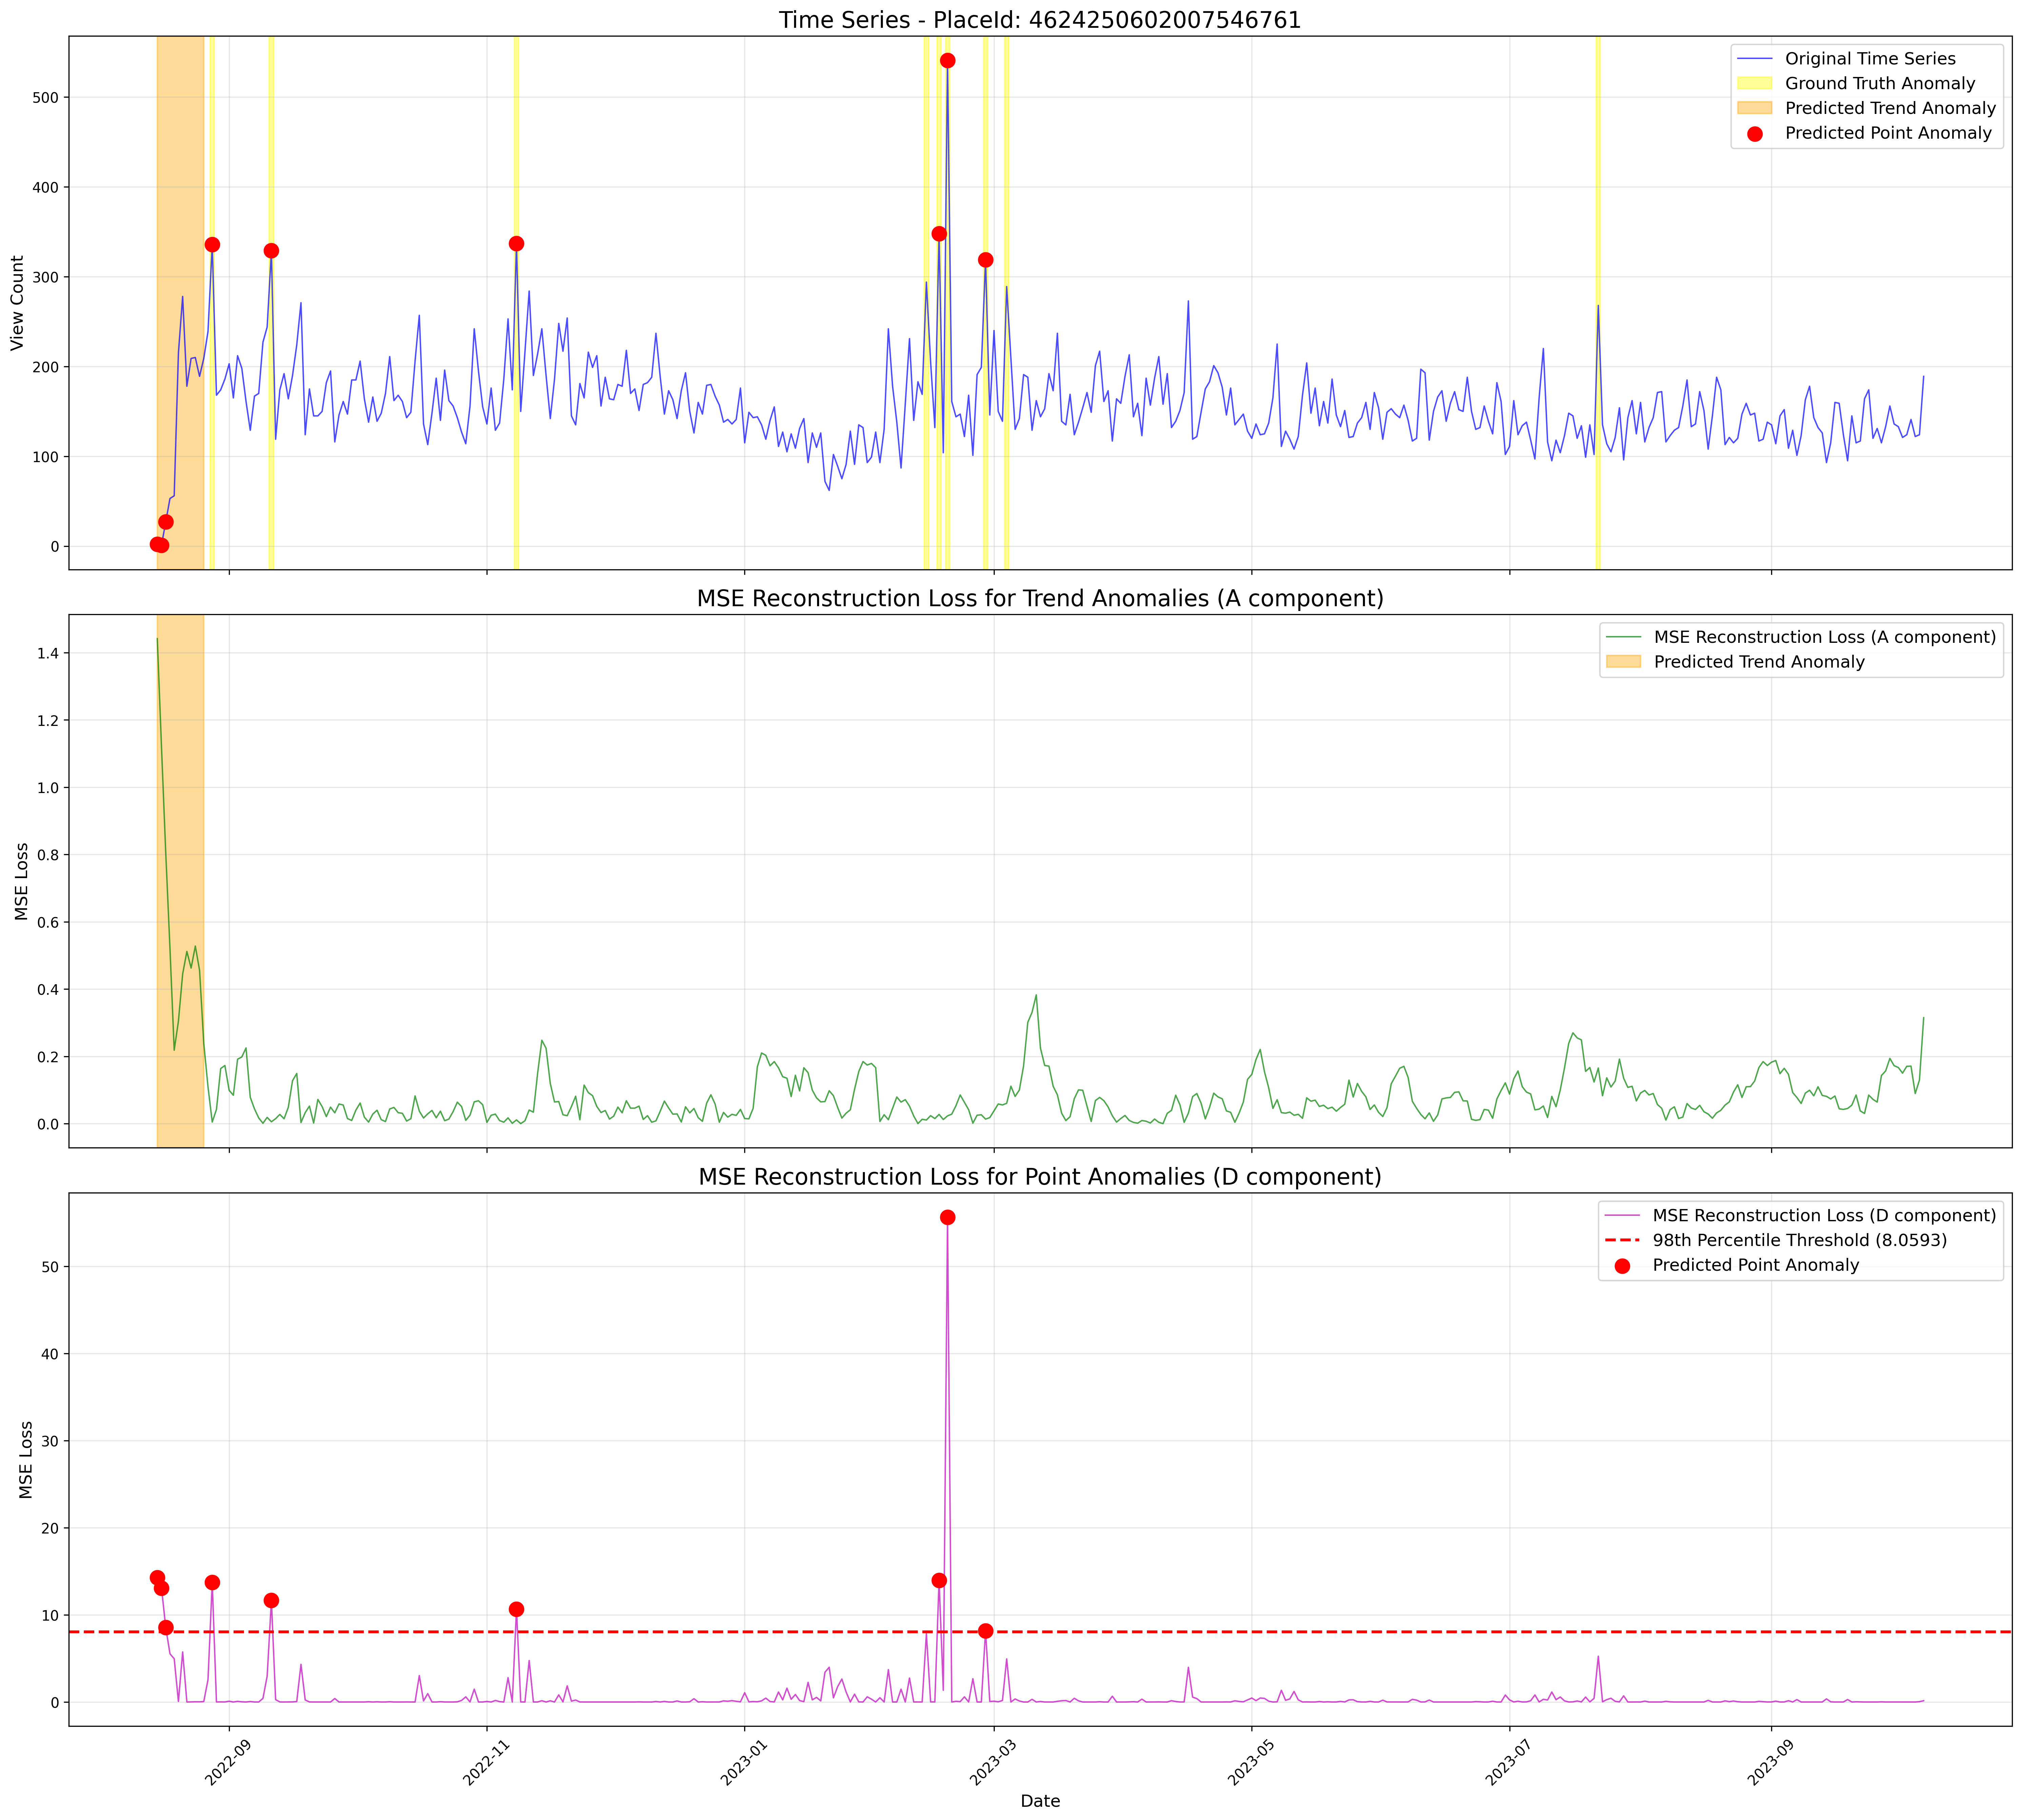 Time Series - PlaceId: 4624250602007546761
View Count
500
400
300
200
100
0
Original Time Series
Ground Truth Anomaly
Predicted Trend Anomaly
Predicted Point Anomaly
MSE Reconstruction Loss for Trend Anomalies (A component)
MSE Loss
1.4
1.2
1.0
0.8
0.6
0.4
0.2
0.0
MSE Reconstruction Loss (A component)
Predicted Trend Anomaly
MSE Reconstruction Loss for Point Anomalies (D component)
MSE Loss
50
40
30
20
10
0
MSE Reconstruction Loss (D component)
98th Percentile Threshold (8.0593)
Predicted Point Anomaly
2022-09
2022-11
2023-01
2023-03
2023-05
2023-07
2023-09
Date